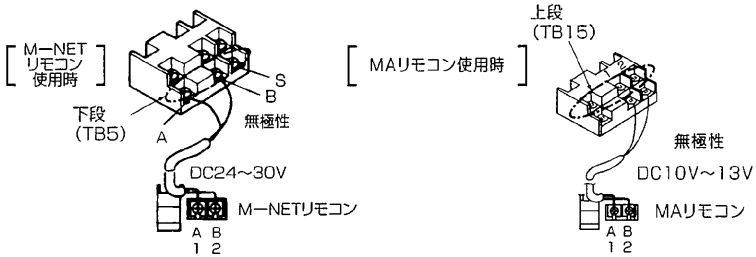 M－NET
リモコン
使用時
S
B
下段
(TB5)
A
無極性
DC24～30V
M－NETリモコン
A B
1 2
MAリモコン使用時
上段
(TB15)
1
2
無極性
DC10V～13V
MAリモコン
A B
1 2